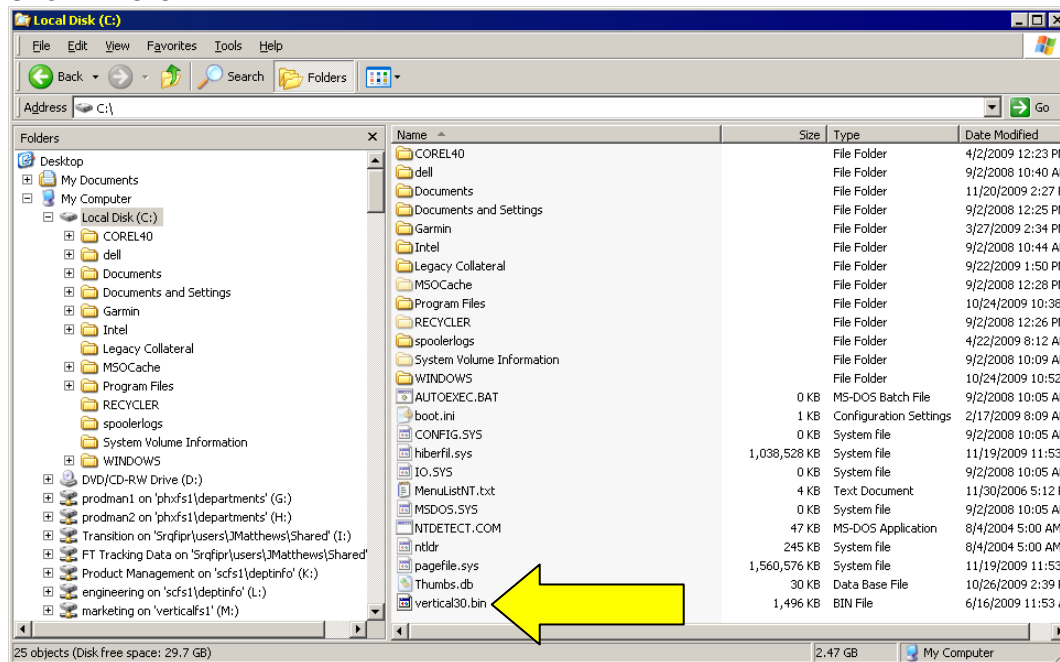 Local Disk (C:)
File Edit View Favorites Tools Help
Back Search Folders
Address C:\ Go
Folders Name Size Type Date Modified
Desktop
My Documents
My Computer
Local Disk (C:)
COREL40
dell
Documents
Documents and Settings
Garmin
Intel
Legacy Collateral
MSOCache
Program Files
RECYCLER
spoolerlogs
System Volume Information
WINDOWS
DVD/CD-RW Drive (D:)
prodman1 on 'phxfs1\departments' (G:)
prodman2 on 'phxfs1\departments' (H:)
Transition on 'Srqfipr\users\JMatthews\Shared' (I:)
FT Tracking Data on 'Srqfipr\users\JMatthews\Shared'
Product Management on 'scfs1\deptinfo' (K:)
engineering on 'scfs1\deptinfo' (L:)
marketing on 'verticalfs1' (M:)
COREL40 File Folder 4/2/2009 12:23 P
dell File Folder 9/2/2008 10:40 A
Documents File Folder 11/20/2009 2:27
Documents and Settings File Folder 9/2/2008 12:25 P
Garmin File Folder 3/27/2009 2:34 P
Intel File Folder 9/2/2008 10:44 A
Legacy Collateral File Folder 9/22/2009 1:50 P
MSOCache File Folder 9/2/2008 12:28 P
Program Files File Folder 10/24/2009 10:38
RECYCLER File Folder 9/2/2008 12:26 P
spoolerlogs File Folder 4/22/2009 8:12 A
System Volume Information File Folder 9/2/2008 10:09 A
WINDOWS File Folder 10/24/2009 10:52
AUTOEXEC.BAT 0 KB MS-DOS Batch File 9/2/2008 10:05 A
boot.ini 1 KB Configuration Settings 2/17/2009 8:09 A
CONFIG.SYS 0 KB System file 9/2/2008 10:05 A
hiberfil.sys 1,038,528 KB System file 11/19/2009 11:53
IO.SYS 0 KB System file 9/2/2008 10:05 A
MenuListNT.txt 4 KB Text Document 11/30/2006 5:12
MSDOS.SYS 0 KB System file 9/2/2008 10:05 A
NTDETECT.COM 47 KB MS-DOS Application 8/4/2004 5:00 AM
ntldr 245 KB System file 8/4/2004 5:00 AM
pagefile.sys 1,560,576 KB System file 11/19/2009 11:53
Thumbs.db 30 KB Data Base File 10/26/2009 2:39
vertical30.bin 1,496 KB BIN File 6/16/2009 11:53
25 objects (Disk free space: 29.7 GB) 2.47 GB My Computer